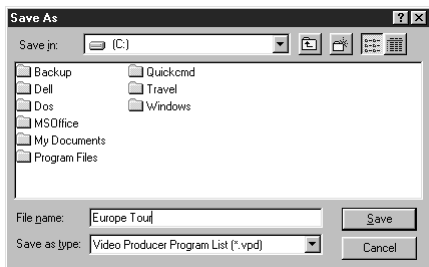 Save As
Save in: (C:)
Backup
Dell
Dos
MSOffice
My Documents
Program Files
Quickcmd
Travel
Windows
File name: Europe Tour Save
Save as type: Video Producer Program List (*.vpd) Cancel